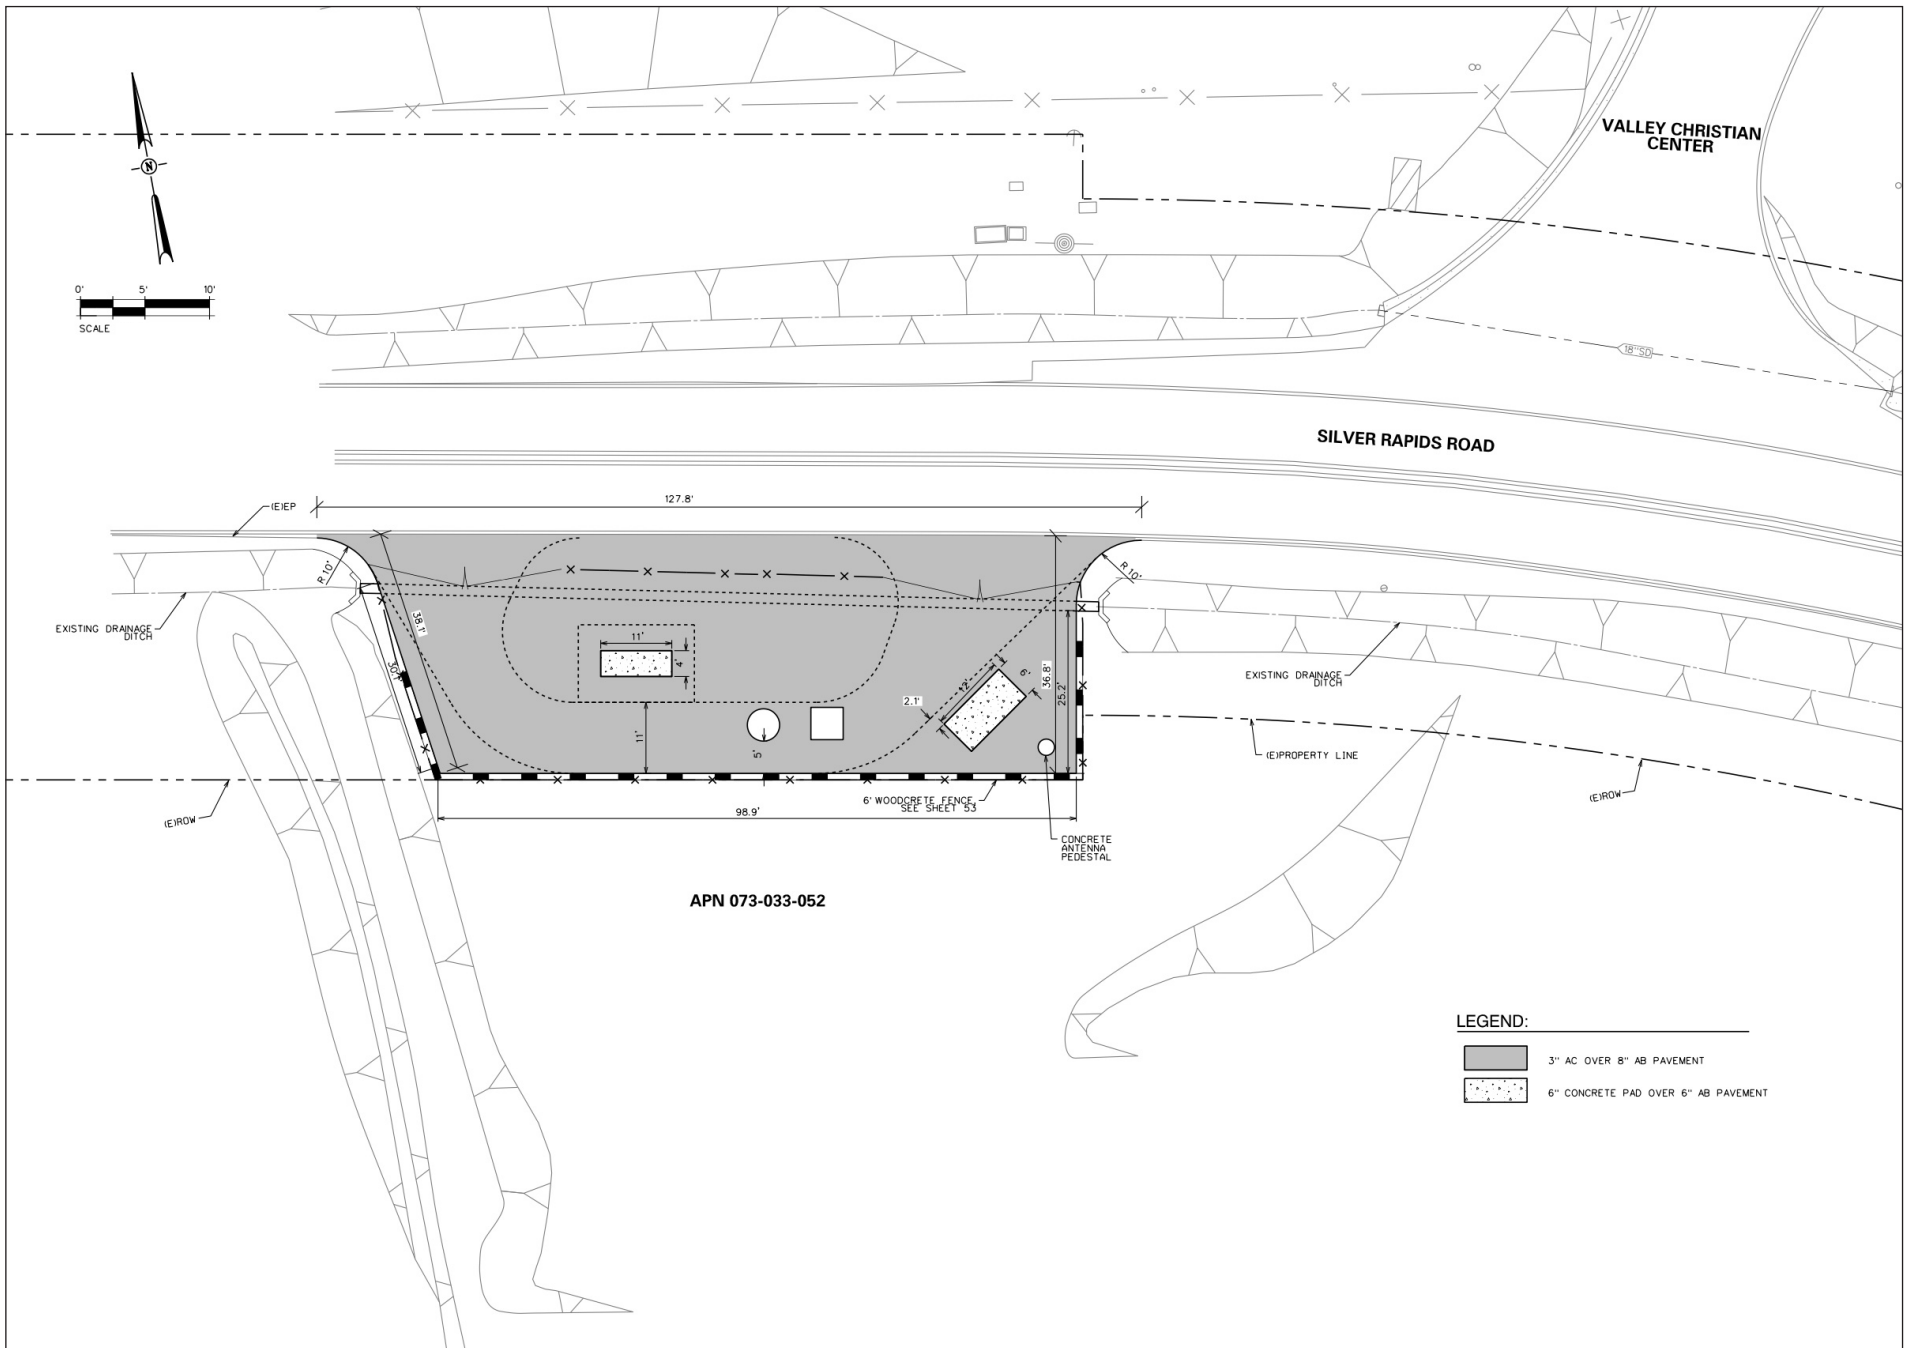 VALLEY CHRISTIAN
CENTER
N
0' 5' 10'
SCALE
18"SD
SILVER RAPIDS ROAD
127.8'
(E)EP
R 10'
R 10'
EXISTING DRAINAGE
DITCH
38.1'
11'
4'
12'
6'
36.8'
25.2'
2.1'
11'
5'
EXISTING DRAINAGE
DITCH
(E)PROPERTY LINE
(E)ROW
(E)ROW
6' WOODCRETE FENCE,
SEE SHEET 53
98.9'
CONCRETE
ANTENNA
PEDESTAL
APN 073-033-052
LEGEND:
3" AC OVER 8" AB PAVEMENT
6" CONCRETE PAD OVER 6" AB PAVEMENT